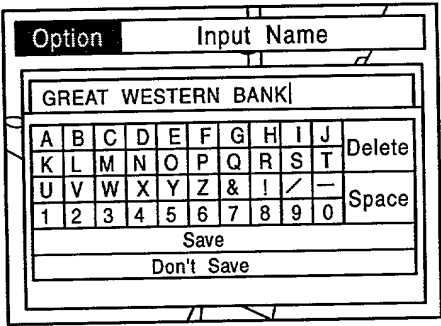 Option Input Name
GREAT WESTERN BANK
A B C D E F G H I J Delete
K L M N O P Q R S T
U V W X Y Z & ! / — Space
1 2 3 4 5 6 7 8 9 0
Save
Don't Save